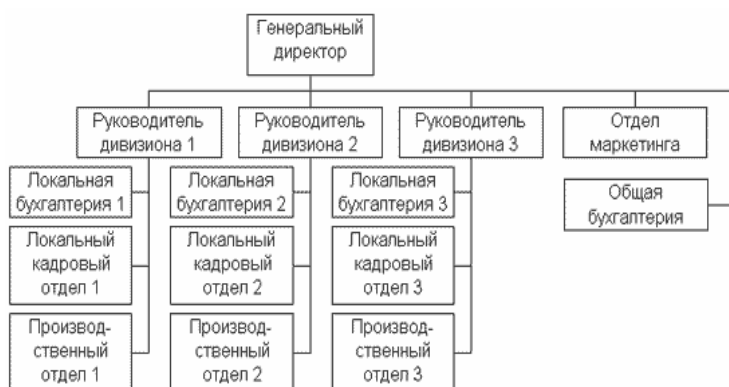 Генеральный
директор
Руководитель
дивизиона 1
Руководитель
дивизиона 2
Руководитель
дивизиона 3
Отдел
маркетинга
Локальная
бухгалтерия 1
Локальная
бухгалтерия 2
Локальная
бухгалтерия 3
Общая
бухгалтерия
Локальный
кадровый
отдел 1
Локальный
кадровый
отдел 2
Локальный
кадровый
отдел 3
Производ-
ственный
отдел 1
Производ-
ственный
отдел 2
Производ-
ственный
отдел 3